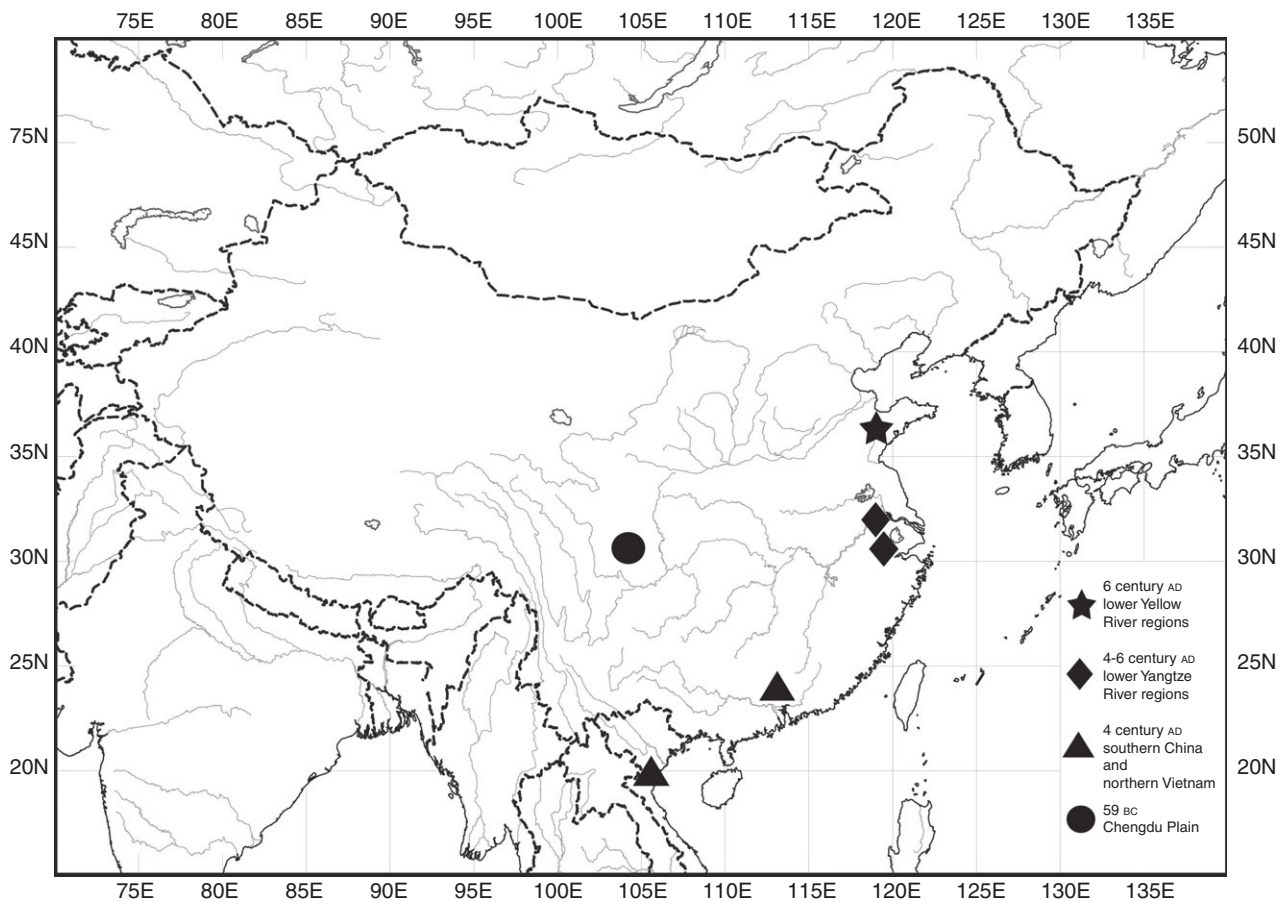 75E 80E 85E 90E 95E 100E 105E 110E 115E 120E 125E 130E 135E
75N 50N
45N 45N
40N 40N
35N 35N
30N 30N
25N 25N
20N 20N
6 century AD
lower Yellow
River regions
4-6 century AD
lower Yangtze
River regions
4 century AD
southern China
and
northern Vietnam
59 BC
Chengdu Plain
75E 80E 85E 90E 95E 100E 105E 110E 115E 120E 125E 130E 135E